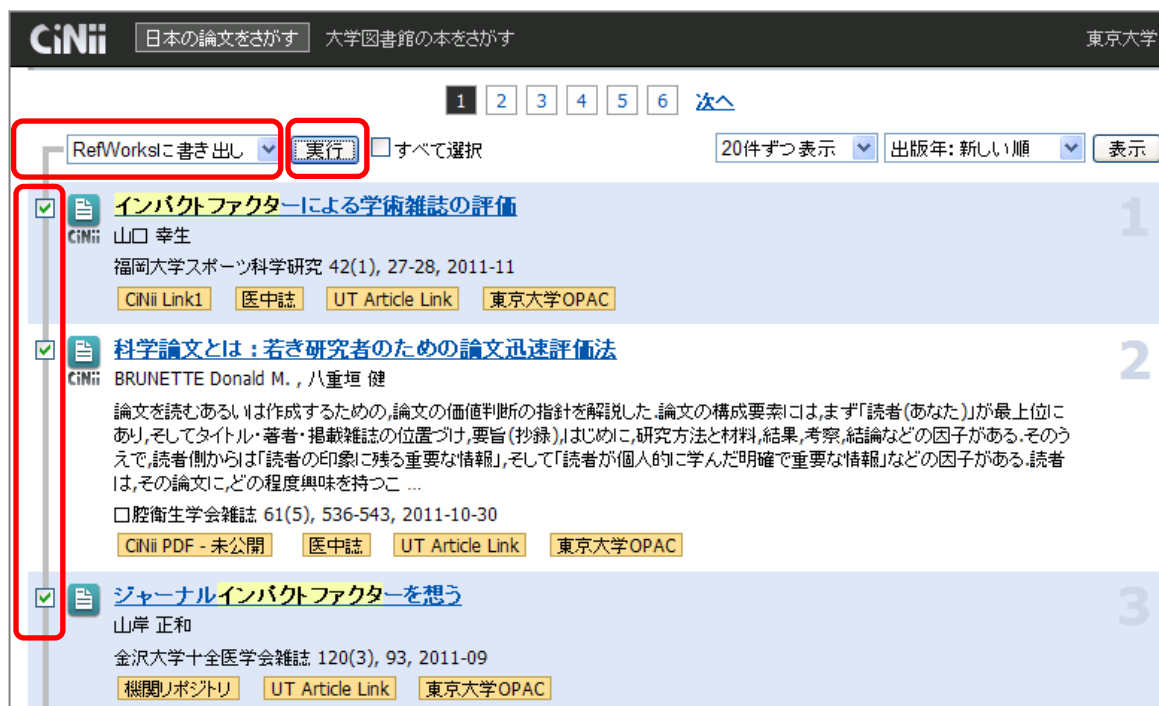 CiNii 日本の論文をさがす 大学図書館の本をさがす 東京大学
1 2 3 4 5 6 次へ
RefWorksに書き出し 実行 すべて選択 20件ずつ表示 出版年:新しい順 表示
インパクトファクターによる学術雑誌の評価 1
CiNii 山口 幸生
福岡大学スポーツ科学研究 42(1), 27-28, 2011-11
CiNii Link1 医中誌 UT Article Link 東京大学OPAC
科学論文とは:若き研究者のための論文迅速評価法 2
CiNii BRUNETTE Donald M. , 八重垣 健
論文を読むあるいは作成するための,論文の価値判断の指針を解説した.論文の構成要素には,まず「読者(あなた)」が最上位に
あり,そしてタイトル・著者・掲載雑誌の位置づけ,要旨(抄録),はじめに,研究方法と材料,結果,考察,結論などの因子がある.そのう
えで,読者側からは「読者の印象に残る重要な情報」,そして「読者が個人的に学んだ明確で重要な情報」などの因子がある.読者
は,その論文に,どの程度興味を持つこ ...
口腔衛生学会雑誌 61(5), 536-543, 2011-10-30
CiNii PDF - 未公開 医中誌 UT Article Link 東京大学OPAC
ジャーナルインパクトファクターを想う 3
山岸 正和
金沢大学十全医学会雑誌 120(3), 93, 2011-09
機関リポジトリ UT Article Link 東京大学OPAC